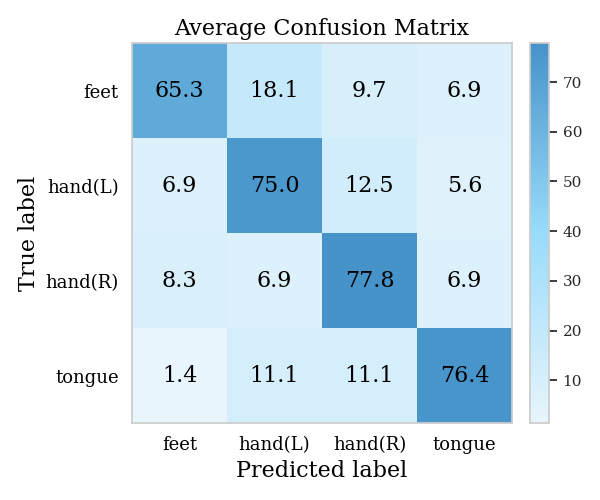 Average Confusion Matrix
True label
feet 65.3 18.1 9.7 6.9
hand(L) 6.9 75.0 12.5 5.6
hand(R) 8.3 6.9 77.8 6.9
tongue 1.4 11.1 11.1 76.4
feet hand(L) hand(R) tongue
Predicted label
70
60
50
40
30
20
10